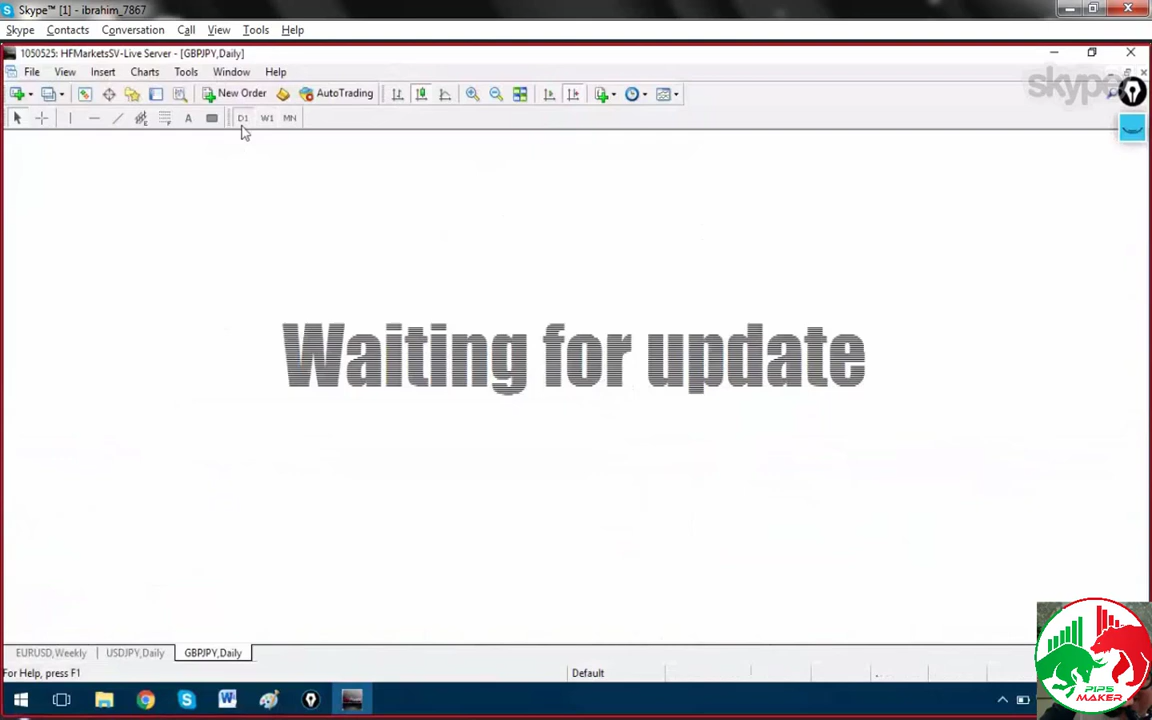 Skype™ [1] - ibrahim_7867
Skype Contacts Conversation Call View Tools Help
1050525: HFMarketsSV-Live Server - [GBPJPY,Daily]
File View Insert Charts Tools Window Help
skype
New Order AutoTrading
A D1 W1 MN
Waiting for update
EURUSD,Weekly USDJPY,Daily GBPJPY,Daily
For Help, press F1 Default
PIPS
MAKER